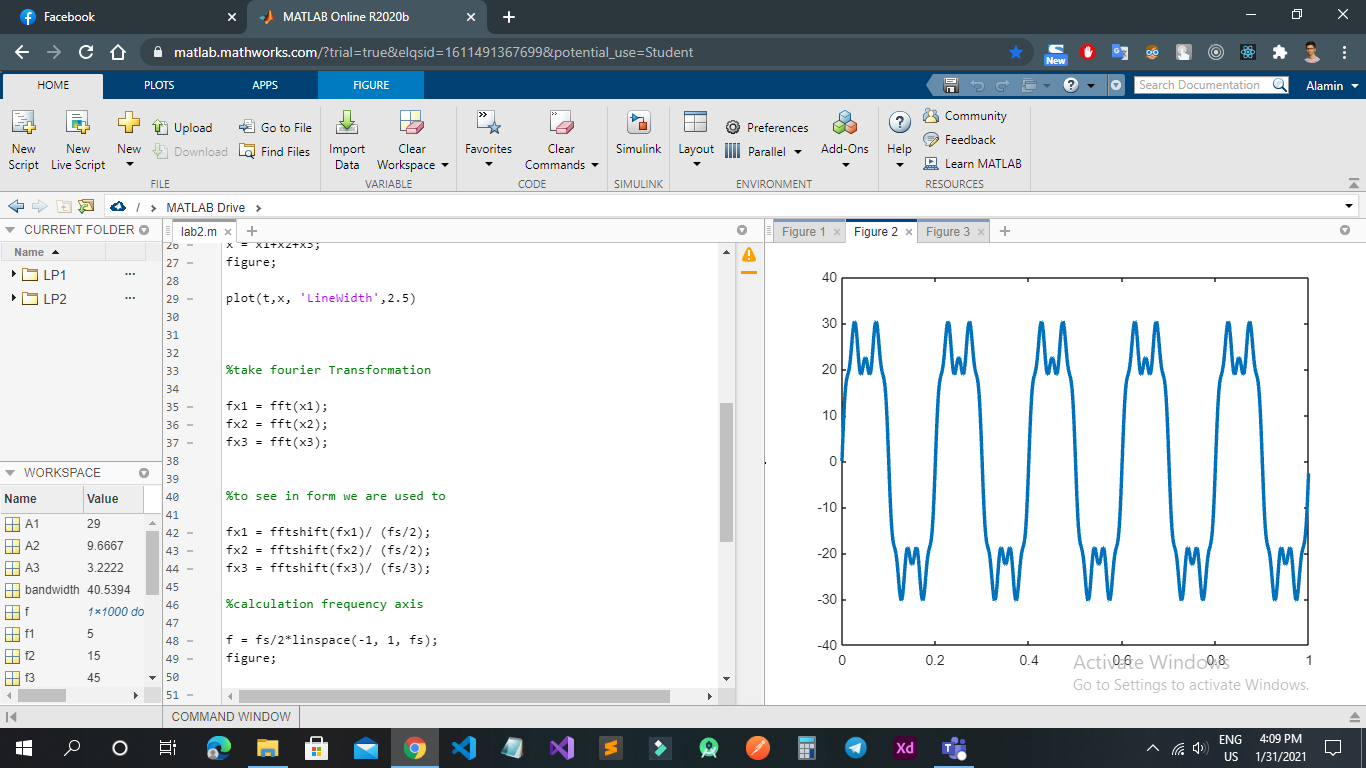 Facebook
MATLAB Online R2020b
matlab.mathworks.com/?trial=true&elqsid=1611491367699&potential_use=Student
New
HOME PLOTS APPS FIGURE
Search Documentation
Alamin
New Script
New Live Script
New
Upload
Download
Go to File
Find Files
FILE
Import Data
Clear Workspace
VARIABLE
Favorites
Clear Commands
CODE
Simulink
SIMULINK
Layout
Preferences
Parallel
Add-Ons
ENVIRONMENT
Help
Community
Feedback
Learn MATLAB
RESOURCES
/ > MATLAB Drive >
CURRENT FOLDER
Name
LP1 ...
LP2 ...
WORKSPACE
Name Value
A1 29
A2 9.6667
A3 3.2222
bandwidth 40.5394
f 1×1000 do
f1 5
f2 15
f3 45
lab2.m
26 – x = x1+x2+x3;
27 – figure;
28
29 – plot(t,x, 'LineWidth',2.5)
30
31
32
33 %take fourier Transformation
34
35 – fx1 = fft(x1);
36 – fx2 = fft(x2);
37 – fx3 = fft(x3);
38
39
40 %to see in form we are used to
41
42 – fx1 = fftshift(fx1)/ (fs/2);
43 – fx2 = fftshift(fx2)/ (fs/2);
44 – fx3 = fftshift(fx3)/ (fs/3);
45
46 %calculation frequency axis
47
48 – f = fs/2*linspace(-1, 1, fs);
49 – figure;
50
51 –
Figure 1 Figure 2 Figure 3
40
30
20
10
0
-10
-20
-30
-40
0 0.2 0.4 0.6 0.8 1
Activate Windows
Go to Settings to activate Windows.
COMMAND WINDOW
Xd
ENG
US
4:09 PM
1/31/2021